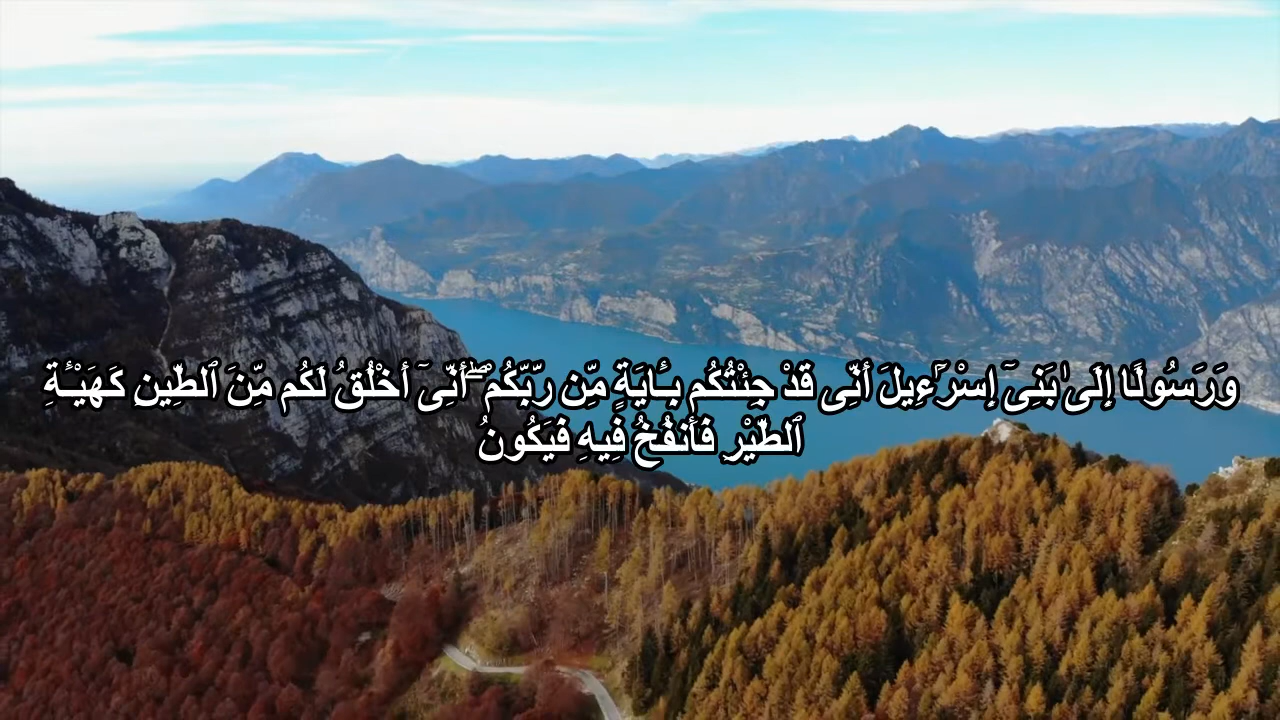 وَرَسُولًا إِلَىٰ بَنِىٓ إِسْرَٰٓءِيلَ أَنِّى قَدْ جِئْتُكُم بِـَٔايَةٍ مِّن رَّبِّكُمْ ۖ أَنِّىٓ أَخْلُقُ لَكُم مِّنَ ٱلطِّينِ كَهَيْـَٔةِ
ٱلطَّيْرِ فَأَنفُخُ فِيهِ فَيَكُونُ